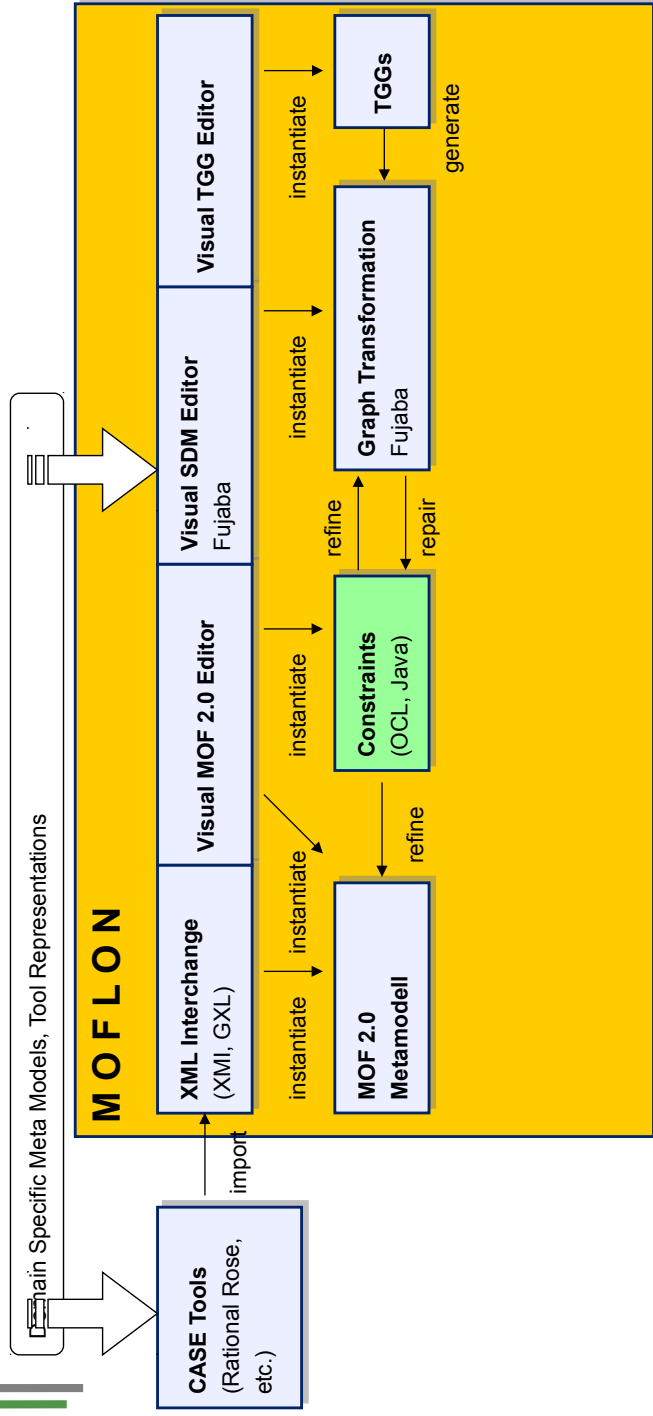 Domain Specific Meta Models, Tool Representations
MOFLON
CASE Tools
(Rational Rose,
etc.)
import
XML Interchange
(XMI, GXL)
Visual MOF 2.0 Editor
Visual SDM Editor
Fujaba
Visual TGG Editor
instantiate
instantiate
instantiate
instantiate
instantiate
MOF 2.0
Metamodell
refine
Constraints
(OCL, Java)
refine
repair
Graph Transformation
Fujaba
generate
TGGs